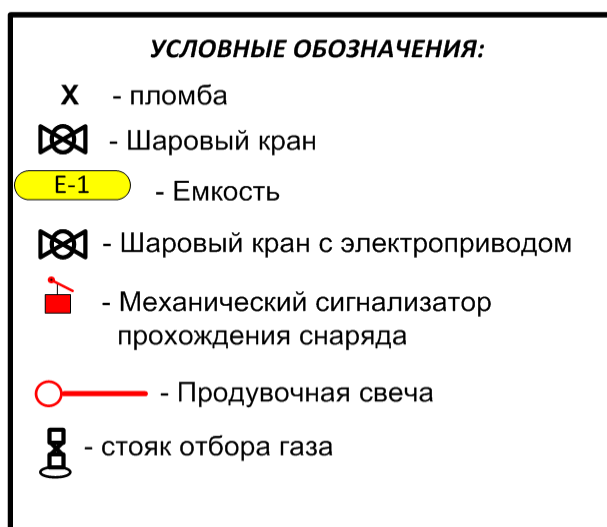 УСЛОВНЫЕ ОБОЗНАЧЕНИЯ:
X - пломба
- Шаровый кран
Е-1 - Емкость
- Шаровый кран с электроприводом
- Механический сигнализатор
прохождения снаряда
- Продувочная свеча
- стояк отбора газа